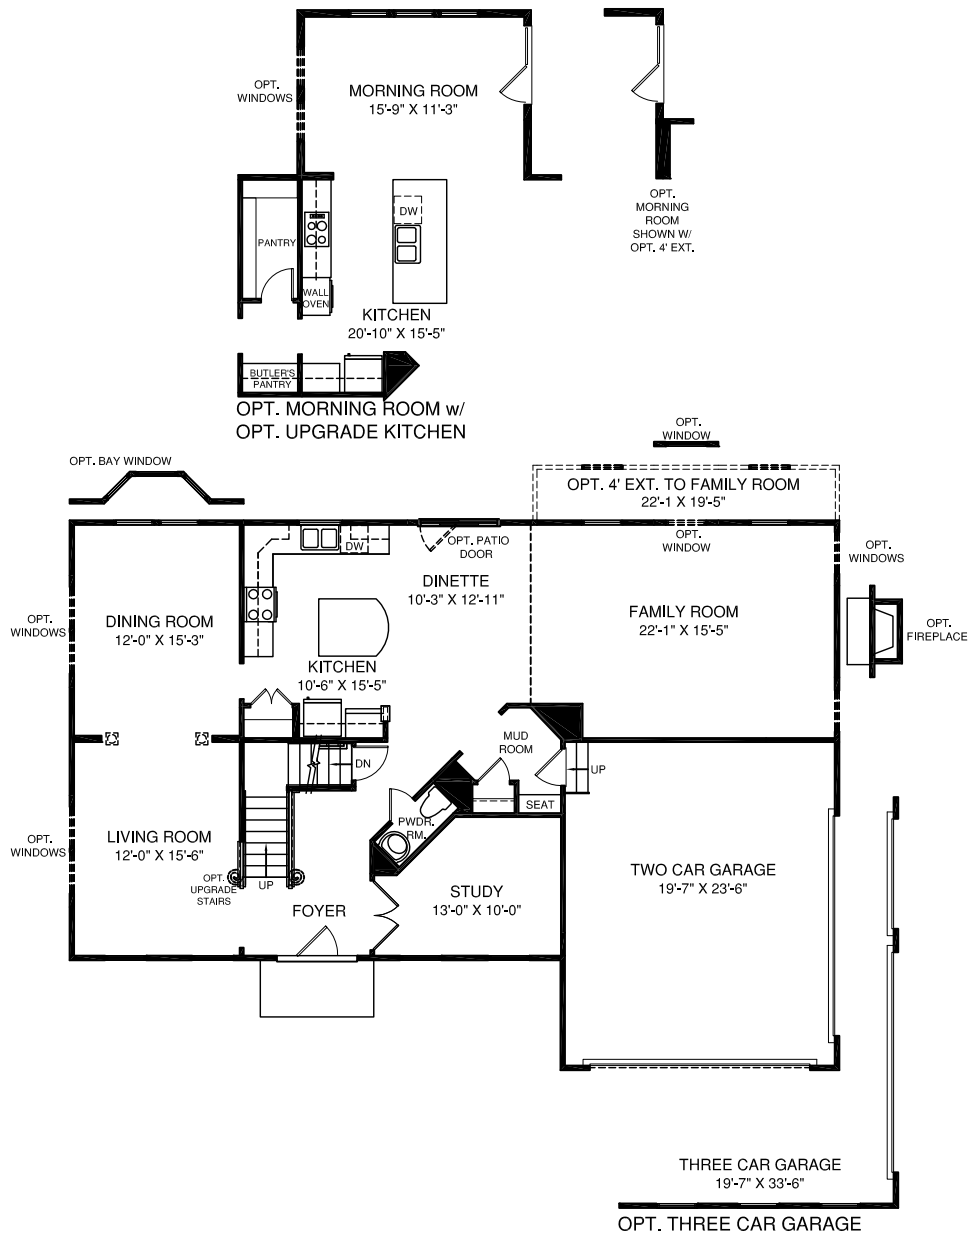 OPT.
WINDOWS
MORNING ROOM
15'-9" X 11'-3"
OPT.
MORNING
ROOM
SHOWN W/
OPT. 4' EXT.
DW
PANTRY
WALL
OVEN
KITCHEN
20'-10" X 15'-5"
BUTLER'S
PANTRY
OPT. MORNING ROOM w/
OPT. UPGRADE KITCHEN
OPT.
WINDOW
OPT. BAY WINDOW
OPT. 4' EXT. TO FAMILY ROOM
22'-1 X 19'-5"
DW
OPT. PATIO
DOOR
OPT.
WINDOW
OPT.
WINDOWS
DINETTE
10'-3" X 12'-11"
OPT.
WINDOWS
DINING ROOM
12'-0" X 15'-3"
FAMILY ROOM
22'-1" X 15'-5"
OPT.
FIREPLACE
KITCHEN
10'-6" X 15'-5"
MUD
ROOM
DN
UP
SEAT
PWDR.
RM.
OPT.
WINDOWS
LIVING ROOM
12'-0" X 15'-6"
OPT.
UPGRADE
STAIRS
UP
TWO CAR GARAGE
19'-7" X 23'-6"
STUDY
13'-0" X 10'-0"
FOYER
THREE CAR GARAGE
19'-7" X 33'-6"
OPT. THREE CAR GARAGE